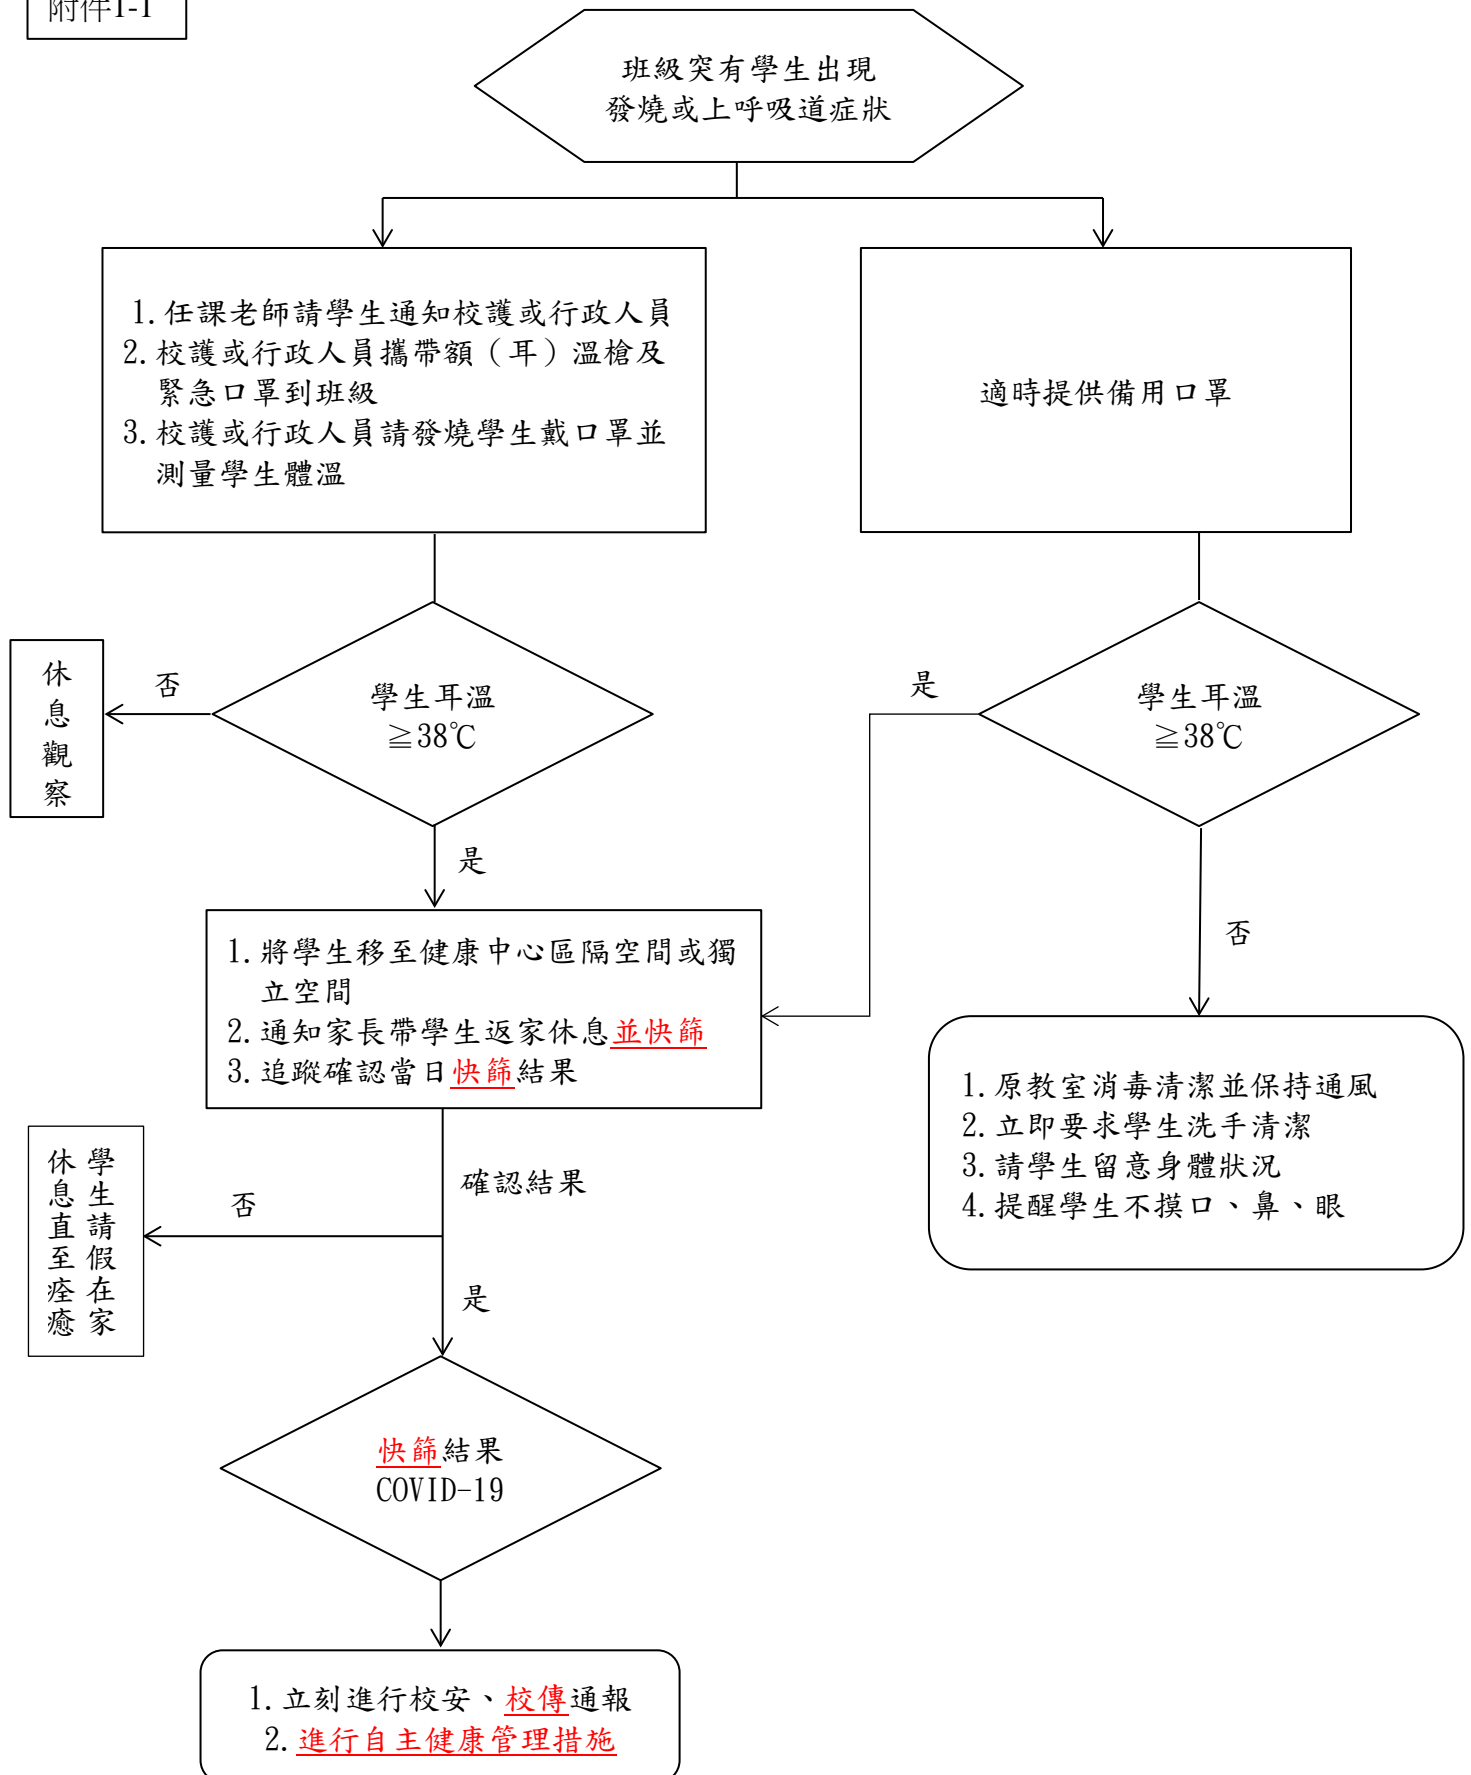 附件1-1
班級突有學生出現
發燒或上呼吸道症狀
1.任課老師請學生通知校護或行政人員
2.校護或行政人員攜帶額（耳）溫槍及
緊急口罩到班級
3.校護或行政人員請發燒學生戴口罩並
測量學生體溫
適時提供備用口罩
休息觀察
否
學生耳溫
≧38℃
是
學生耳溫
≧38℃
是
否
1.將學生移至健康中心區隔空間或獨
立空間
2.通知家長帶學生返家休息並快篩
3.追蹤確認當日快篩結果
1.原教室消毒清潔並保持通風
2.立即要求學生洗手清潔
3.請學生留意身體狀況
4.提醒學生不摸口、鼻、眼
學生請假在家
休息直至痊癒
否
確認結果
是
快篩結果
COVID-19
1.立刻進行校安、校傳通報
2.進行自主健康管理措施